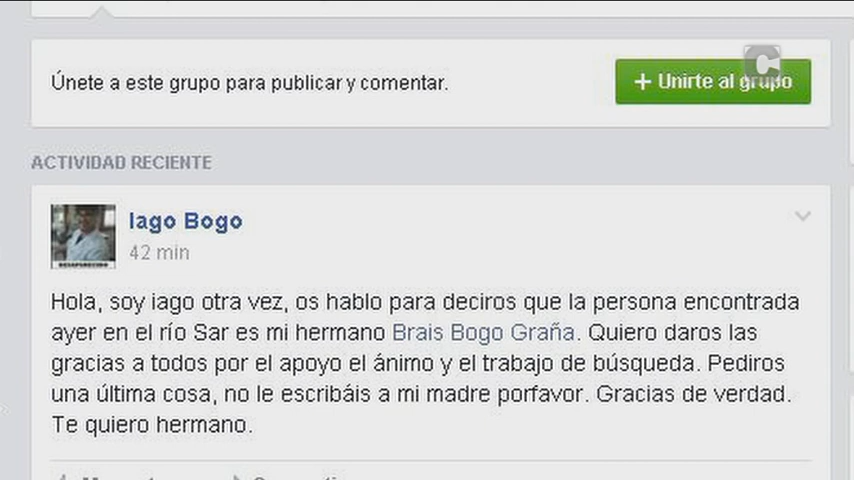 Únete a este grupo para publicar y comentar.
+ Unirte al grupo
C
ACTIVIDAD RECIENTE
Iago Bogo
42 min
DESAPARECIDO
Hola, soy iago otra vez, os hablo para deciros que la persona encontrada
ayer en el río Sar es mi hermano Brais Bogo Graña. Quiero daros las
gracias a todos por el apoyo el ánimo y el trabajo de búsqueda. Pediros
una última cosa, no le escribáis a mi madre porfavor. Gracias de verdad.
Te quiero hermano.